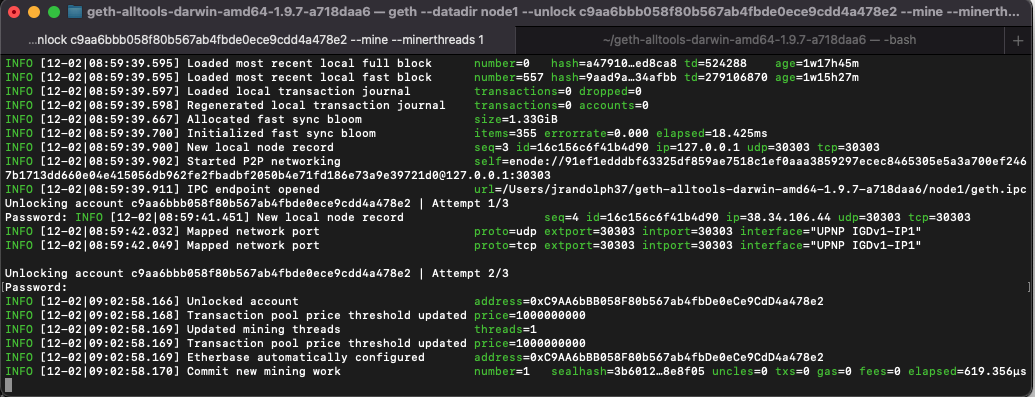 geth-alltools-darwin-amd64-1.9.7-a718daa6 — geth --datadir node1 --unlock c9aa6bbb058f80b567ab4fbde0ece9cdd4a478e2 --mine --minerth...
...nlock c9aa6bbb058f80b567ab4fbde0ece9cdd4a478e2 --mine --minerthreads 1
~/geth-alltools-darwin-amd64-1.9.7-a718daa6 — -bash
+
INFO [12-02|08:59:39.595] Loaded most recent local full block number=0 hash=a47910…ed8ca8 td=524288 age=1w17h45m
INFO [12-02|08:59:39.595] Loaded most recent local fast block number=557 hash=9aad9a…34afbb td=279106870 age=1w15h27m
INFO [12-02|08:59:39.597] Loaded local transaction journal transactions=0 dropped=0
INFO [12-02|08:59:39.598] Regenerated local transaction journal transactions=0 accounts=0
INFO [12-02|08:59:39.667] Allocated fast sync bloom size=1.33GiB
INFO [12-02|08:59:39.700] Initialized fast sync bloom items=355 errorrate=0.000 elapsed=18.425ms
INFO [12-02|08:59:39.900] New local node record seq=3 id=16c156c6f41b4d90 ip=127.0.0.1 udp=30303 tcp=30303
INFO [12-02|08:59:39.902] Started P2P networking self=enode://91ef1edddbf63325df859ae7518c1ef0aaa3859297ecec8465305e5a3a700ef246
7b1713dd660e04e415056db962fe2fbadbf2050b4e71fd186e73a9e39721d0@127.0.0.1:30303
INFO [12-02|08:59:39.911] IPC endpoint opened url=/Users/jrandolph37/geth-alltools-darwin-amd64-1.9.7-a718daa6/node1/geth.ipc
Unlocking account c9aa6bbb058f80b567ab4fbde0ece9cdd4a478e2 | Attempt 1/3
Password: INFO [12-02|08:59:41.451] New local node record seq=4 id=16c156c6f41b4d90 ip=38.34.106.44 udp=30303 tcp=30303
INFO [12-02|08:59:42.032] Mapped network port proto=udp extport=30303 intport=30303 interface="UPNP IGDv1-IP1"
INFO [12-02|08:59:42.049] Mapped network port proto=tcp extport=30303 intport=30303 interface="UPNP IGDv1-IP1"
Unlocking account c9aa6bbb058f80b567ab4fbde0ece9cdd4a478e2 | Attempt 2/3
[Password: ]
INFO [12-02|09:02:58.166] Unlocked account address=0xC9AA6bBB058F80b567ab4fbDe0eCe9CdD4a478e2
INFO [12-02|09:02:58.168] Transaction pool price threshold updated price=1000000000
INFO [12-02|09:02:58.169] Updated mining threads threads=1
INFO [12-02|09:02:58.169] Transaction pool price threshold updated price=1000000000
INFO [12-02|09:02:58.169] Etherbase automatically configured address=0xC9AA6bBB058F80b567ab4fbDe0eCe9CdD4a478e2
INFO [12-02|09:02:58.170] Commit new mining work number=1 sealhash=3b6012…8e8f05 uncles=0 txs=0 gas=0 fees=0 elapsed=619.356µs